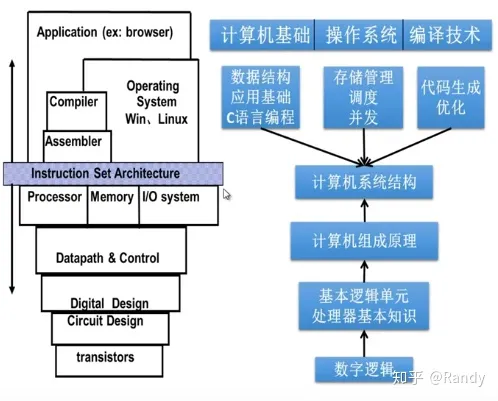 Application (ex: browser)
Operating
System
Win、Linux
Compiler
Assembler
Instruction Set Architecture
Processor
Memory
I/O system
Datapath & Control
Digital Design
Circuit Design
transistors
计算机基础
操作系统
编译技术
数据结构
应用基础
C语言编程
存储管理
调度
并发
代码生成
优化
计算机系统结构
计算机组成原理
基本逻辑单元
处理器基本知识
数字逻辑
知乎 @Randy